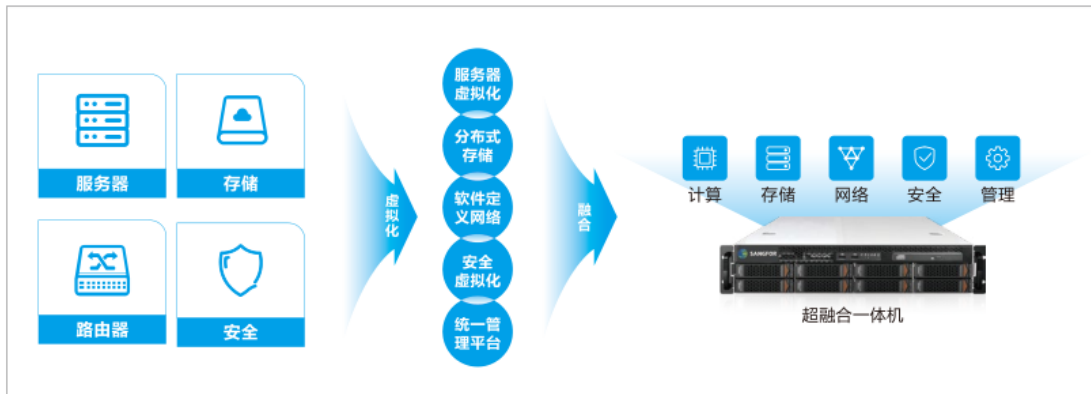 服务器
存储
路由器
安全
虚拟化
服务器
虚拟化
分布式
存储
软件定
义网络
安全
虚拟化
统一管
理平台
融合
计算
存储
网络
安全
管理
SANGFOR
超融合一体机